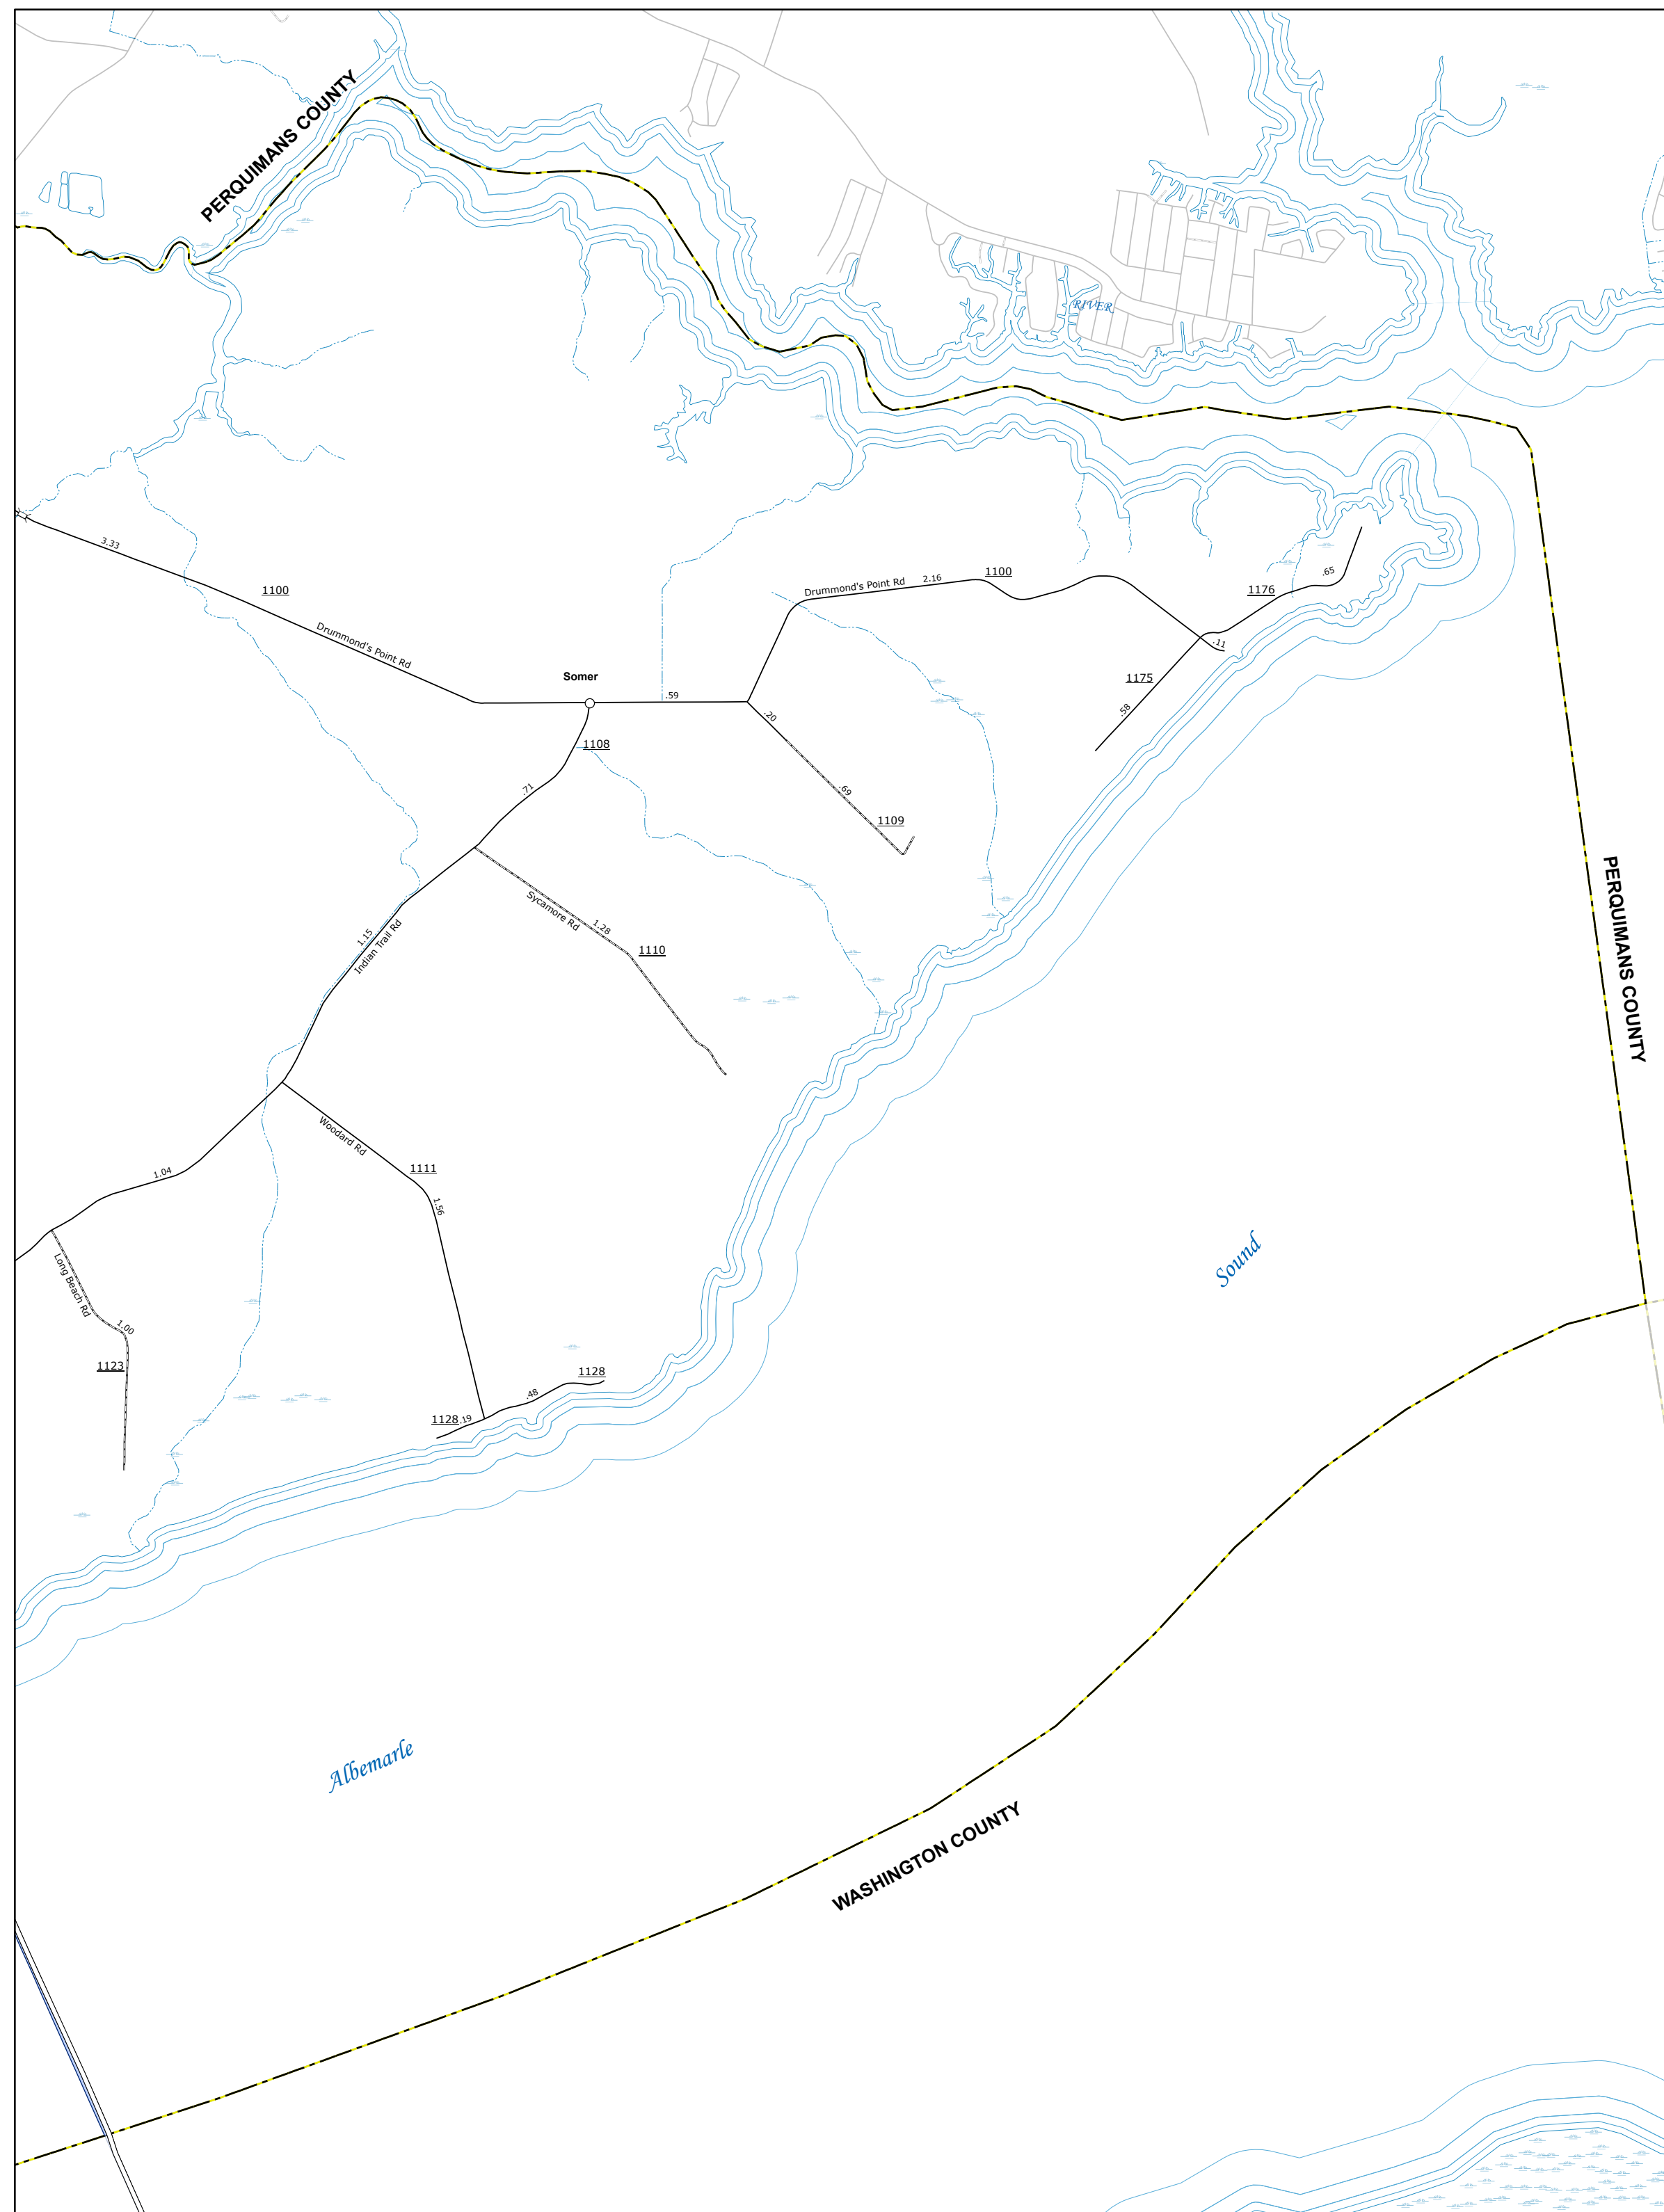 PERQUIMANS COUNTY
RIVER
3.33
1100
Drummond's Point Rd
Somer
.59
Drummond's Point Rd
2.16
1100
1176
.65
.11
1175
.58
.20
.69
1109
1108
.71
Sycamore Rd
1.28
1110
1.15
Indian Trail Rd
PERQUIMANS COUNTY
Woodard Rd
1111
1.56
1.04
Long Beach Rd
1.00
1123
1128
.48
1128
.19
Sound
Albemarle
WASHINGTON COUNTY